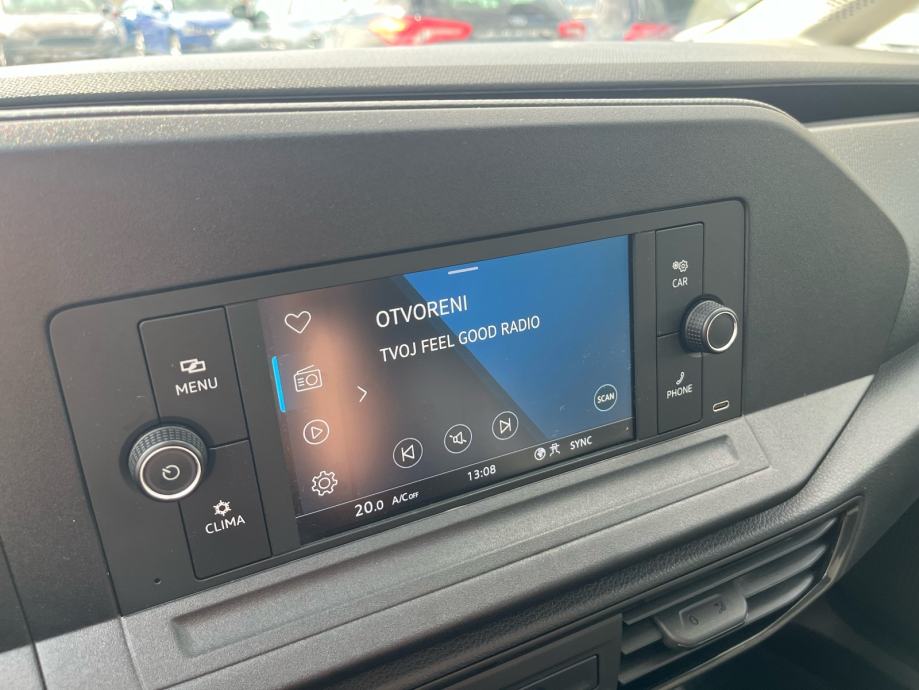 MENU
CLIMA
OTVORENI
TVOJ FEEL GOOD RADIO
SCAN
20.0 A/C OFF
13:08
SYNC
CAR
PHONE